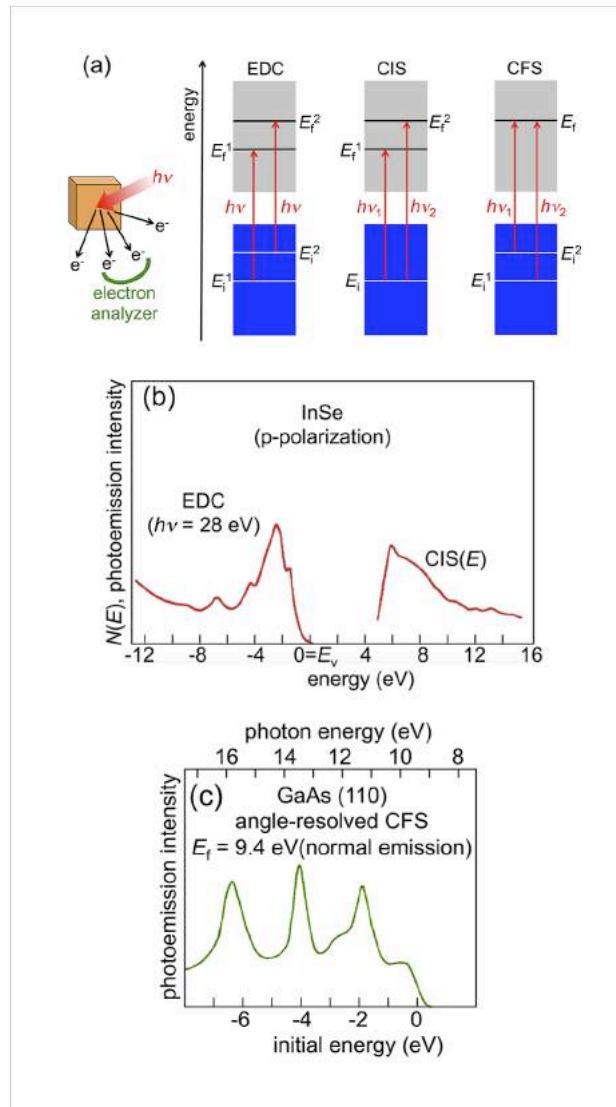 (a)
energy
EDC
CIS
CFS
E_f^2
E_f^1
hν
hν
E_i^2
E_i^1
E_f^2
E_f^1
hν_1
hν_2
E_i
E_f
hν_1
hν_2
E_i^2
E_i^1
hν
e-
e-
e-
e-
electron
analyzer
(b)
InSe
(p-polarization)
EDC
(hν = 28 eV)
CIS(E)
N(E), photoemission intensity
-12 -8 -4 0=E_v 4 8 12 16
energy (eV)
photon energy (eV)
16 14 12 10 8
(c)
GaAs (110)
angle-resolved CFS
E_f = 9.4 eV(normal emission)
photoemission intensity
-6 -4 -2 0
initial energy (eV)